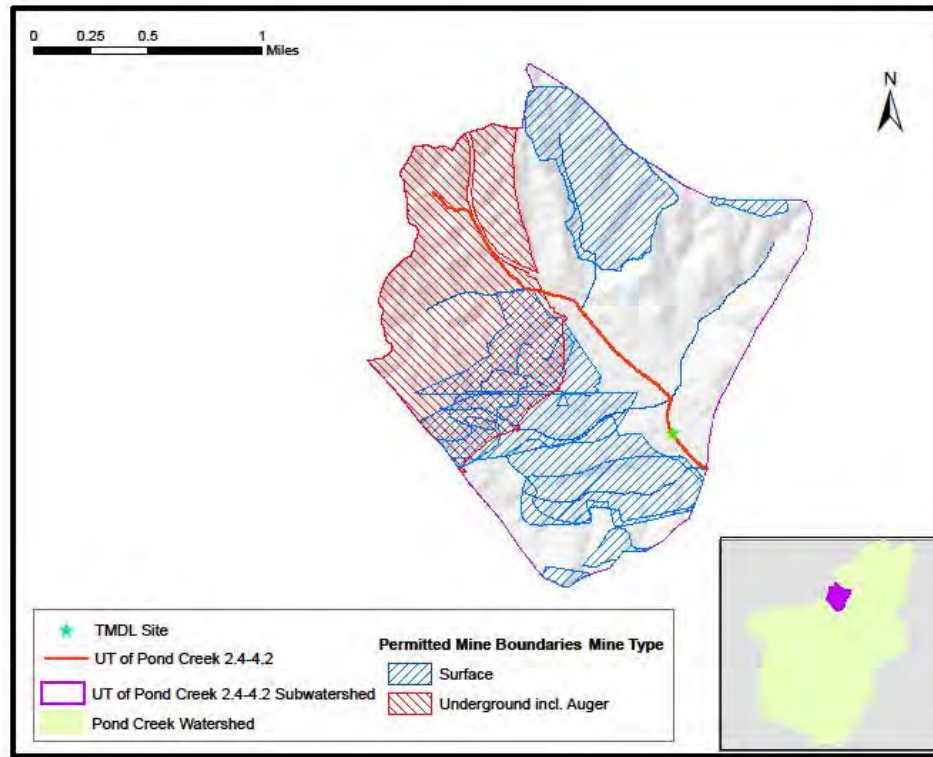 0 0.25 0.5 1
Miles
N
TMDL Site
UT of Pond Creek 2.4-4.2
UT of Pond Creek 2.4-4.2 Subwatershed
Pond Creek Watershed
Permitted Mine Boundaries Mine Type
Surface
Underground incl. Auger